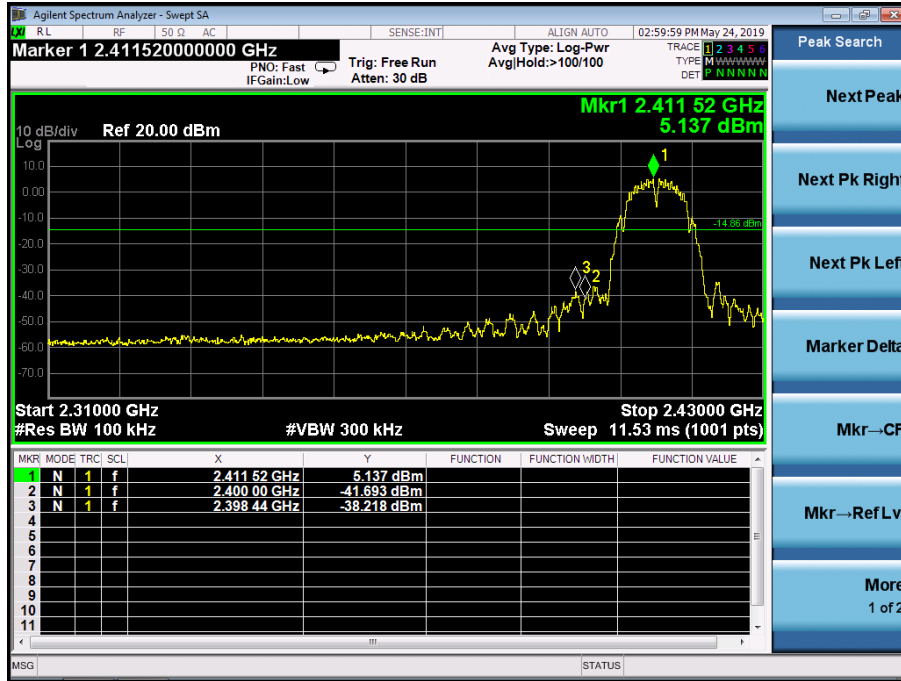 Agilent Spectrum Analyzer - Swept SA
LXI RL RF 50 Ω AC SENSE:INT ALIGN AUTO 02:59:59 PM May 24, 2019
Marker 1 2.411520000000 GHz
PNO: Fast
IFGain:Low
Trig: Free Run
Atten: 30 dB
Avg Type: Log-Pwr
Avg|Hold:>100/100
TRACE 1 2 3 4 5 6
TYPE M WWWWW
DET P N N N N N
Mkr1 2.411 52 GHz
5.137 dBm
10 dB/div Ref 20.00 dBm
Log
10.0
0.00
-10.0
-20.0
-30.0
-40.0
-50.0
-60.0
-70.0
1
-14.86 dBm
3
2
Start 2.31000 GHz Stop 2.43000 GHz
#Res BW 100 kHz #VBW 300 kHz Sweep 11.53 ms (1001 pts)
MKR MODE TRC SCL X Y FUNCTION FUNCTION WIDTH FUNCTION VALUE
1 N 1 f 2.411 52 GHz 5.137 dBm
2 N 1 f 2.400 00 GHz -41.693 dBm
3 N 1 f 2.398 44 GHz -38.218 dBm
4
5
6
7
8
9
10
11
MSG STATUS
Peak Search
Next Peak
Next Pk Right
Next Pk Left
Marker Delta
Mkr→CF
Mkr→Ref Lv
More
1 of 2